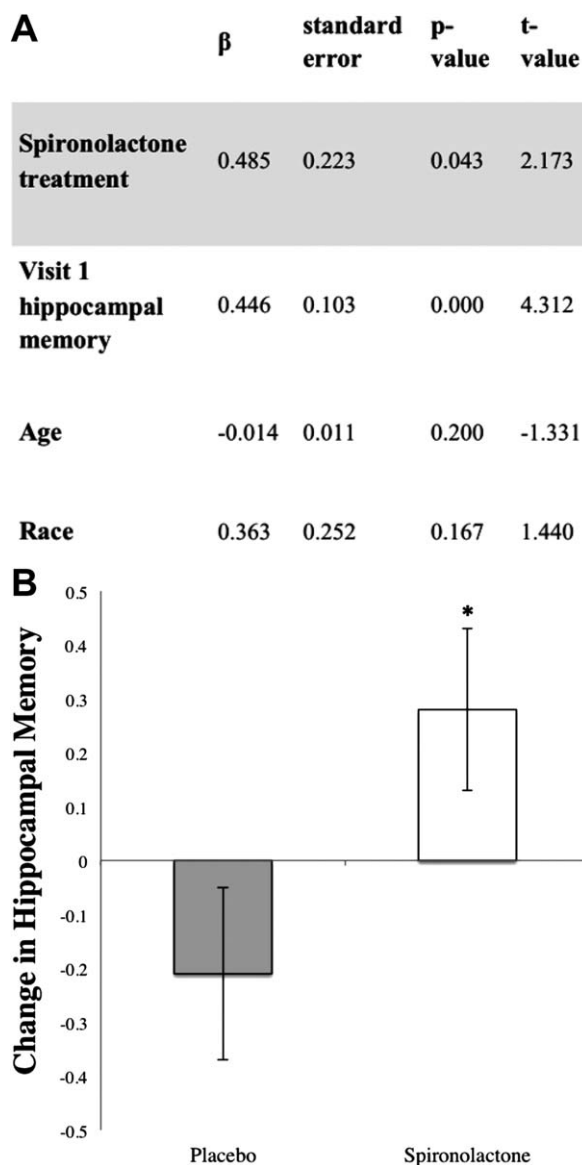 A
β standard error p-value t-value
Spironolactone treatment 0.485 0.223 0.043 2.173
Visit 1 hippocampal memory 0.446 0.103 0.000 4.312
Age -0.014 0.011 0.200 -1.331
Race 0.363 0.252 0.167 1.440
B
Change in Hippocampal Memory
0.5
0.4
0.3
0.2
0.1
0
-0.1
-0.2
-0.3
-0.4
-0.5
*
Placebo Spironolactone